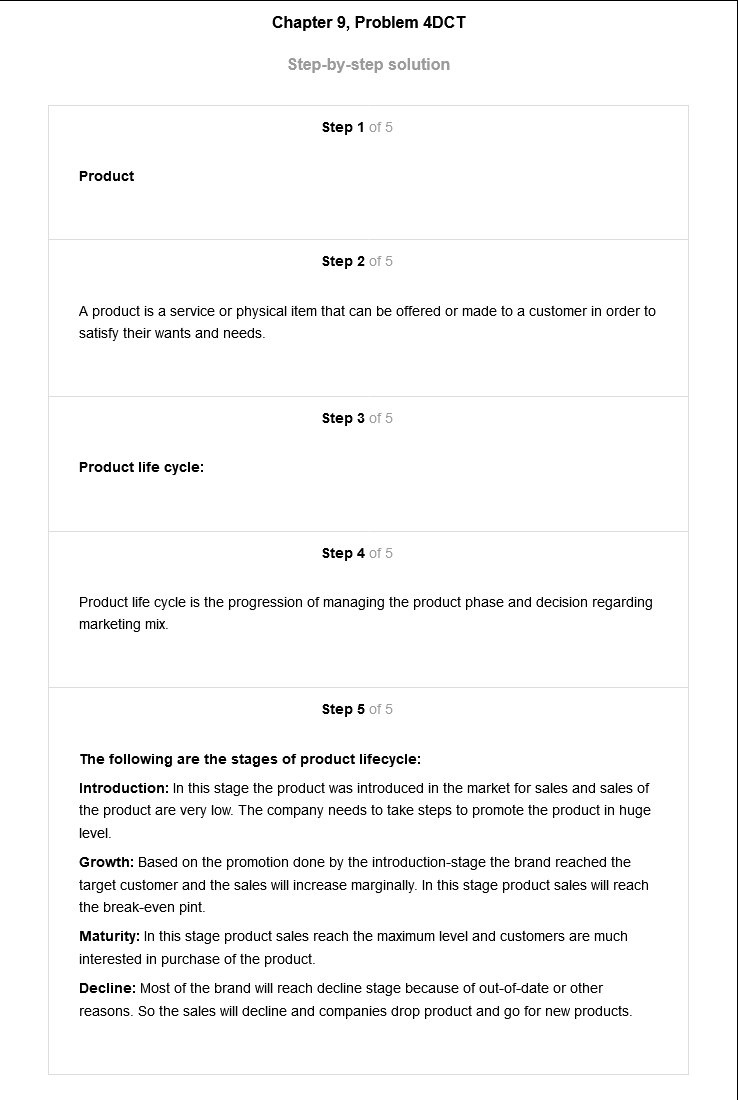 Chapter 9, Problem 4DCT
Step-by-step solution
Step 1 of 5
Product
Step 2 of 5
A product is a service or physical item that can be offered or made to a customer in order to
satisfy their wants and needs.
Step 3 of 5
Product life cycle:
Step 4 of 5
Product life cycle is the progression of managing the product phase and decision regarding
marketing mix.
Step 5 of 5
The following are the stages of product lifecycle:
Introduction: In this stage the product was introduced in the market for sales and sales of
the product are very low. The company needs to take steps to promote the product in huge
level.
Growth: Based on the promotion done by the introduction-stage the brand reached the
target customer and the sales will increase marginally. In this stage product sales will reach
the break-even pint.
Maturity: In this stage product sales reach the maximum level and customers are much
interested in purchase of the product.
Decline: Most of the brand will reach decline stage because of out-of-date or other
reasons. So the sales will decline and companies drop product and go for new products.